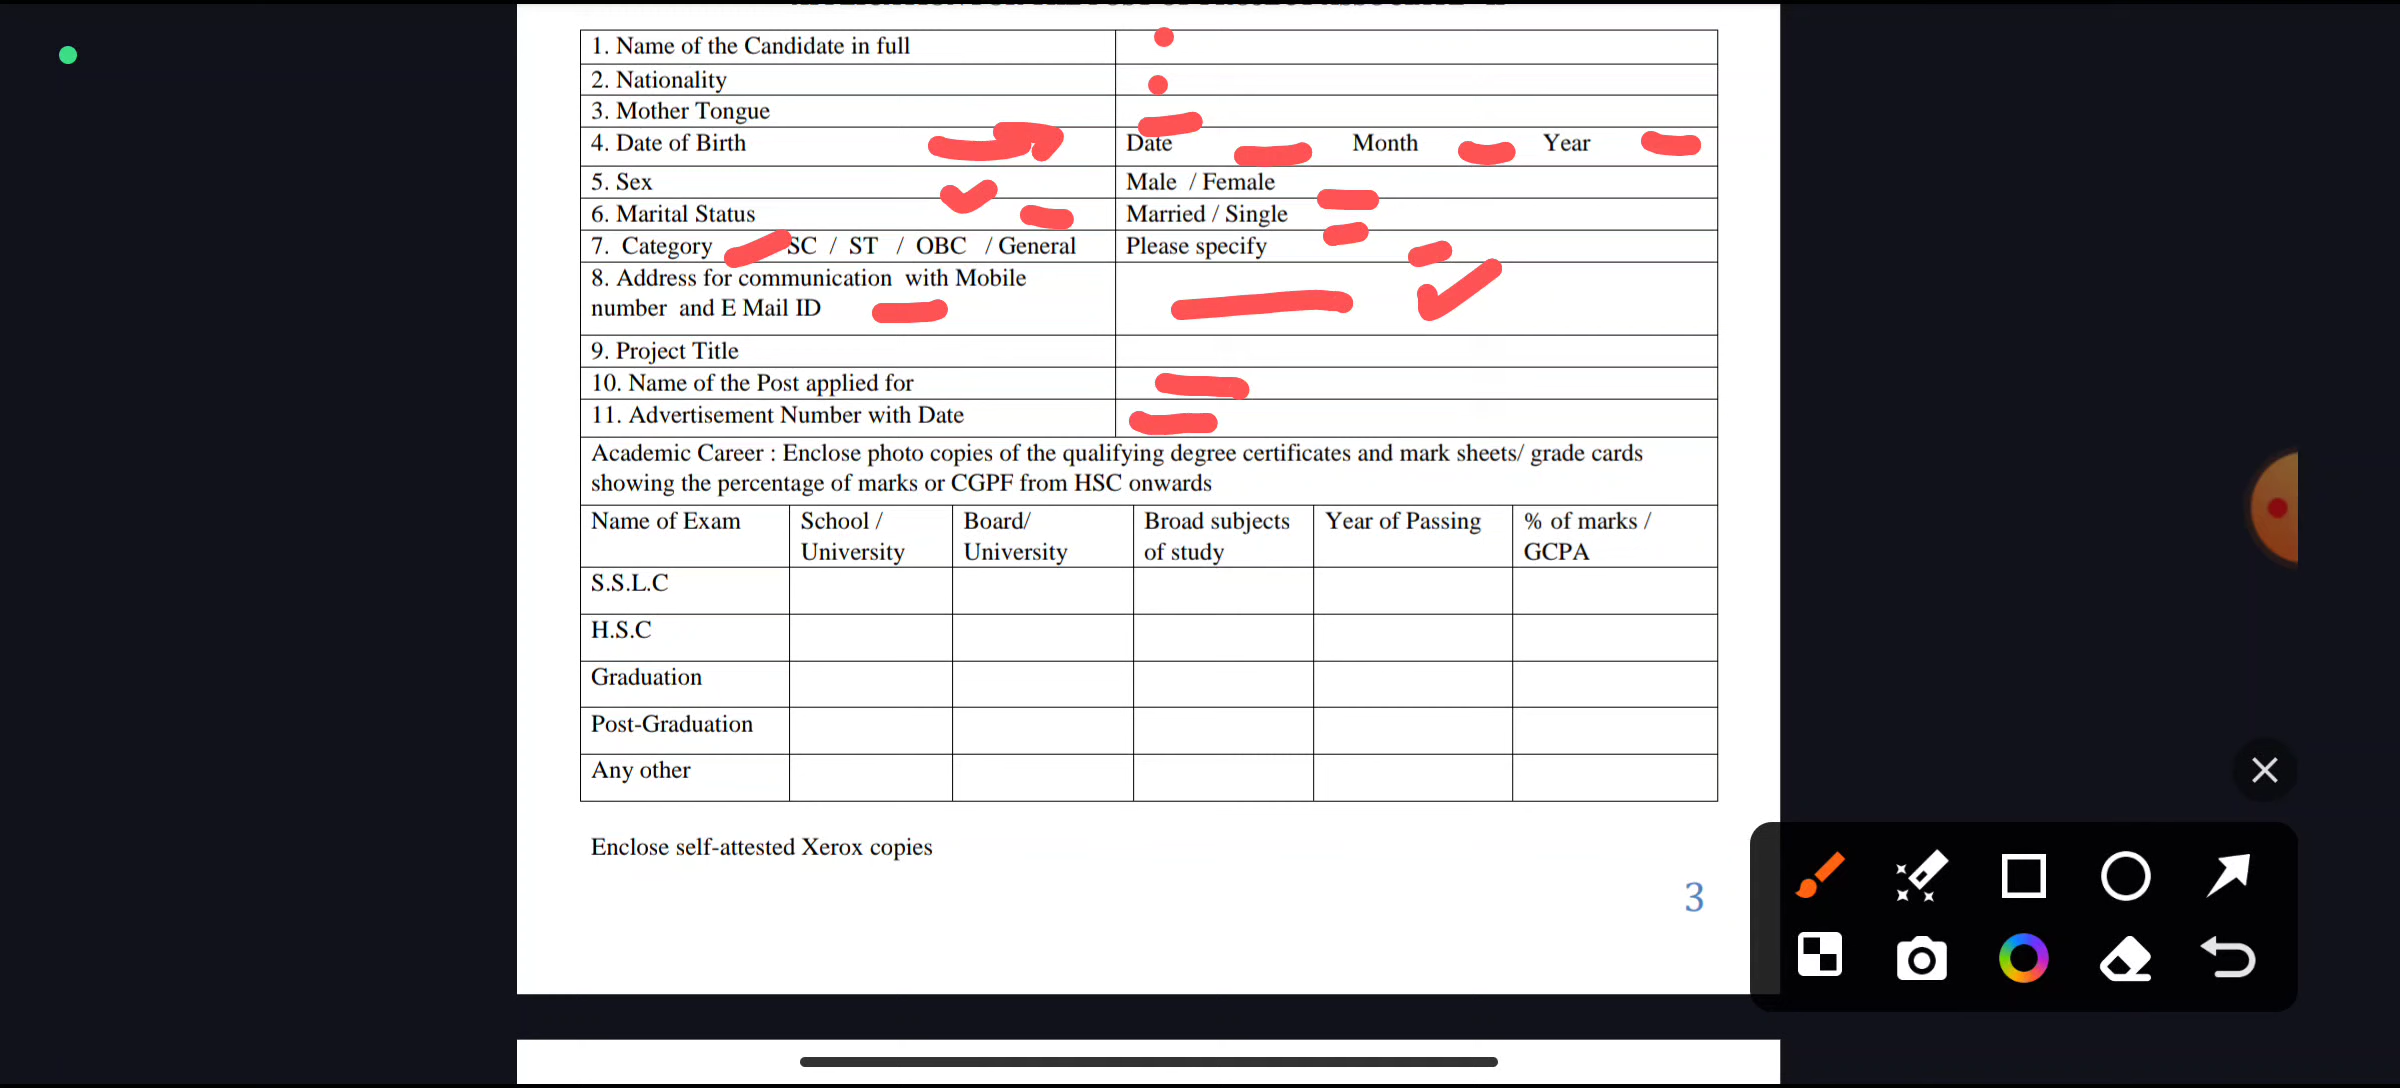 1. Name of the Candidate in full
2. Nationality
3. Mother Tongue
4. Date of Birth Date Month Year
5. Sex Male / Female
6. Marital Status Married / Single
7. Category SC / ST / OBC / General Please specify
8. Address for communication with Mobile
number and E Mail ID
9. Project Title
10. Name of the Post applied for
11. Advertisement Number with Date
Academic Career : Enclose photo copies of the qualifying degree certificates and mark sheets/ grade cards
showing the percentage of marks or CGPF from HSC onwards
Name of Exam School / Board/ Broad subjects Year of Passing % of marks /
University University of study GCPA
S.S.L.C
H.S.C
Graduation
Post-Graduation
Any other
Enclose self-attested Xerox copies
3